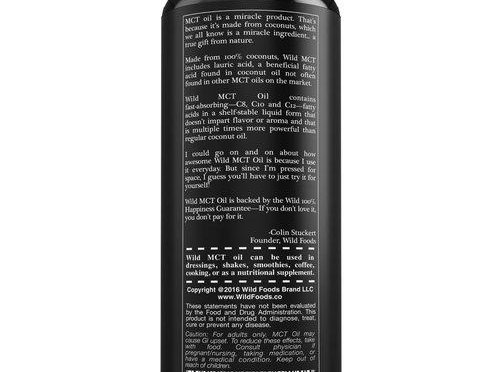 MCT oil is a miracle product. That's
because it's made from coconuts, which
we all know is a miracle ingredient.. a
true gift from nature.
Made from 100% coconuts, Wild MCT
includes lauric acid, a beneficial fatty
acid found in coconut oil not often
found in other MCT oils on the market.
Wild MCT Oil contains
fast-absorbing—C8, C10 and C12—fatty
acids in a shelf-stable liquid form that
doesn't impart flavor or aroma and that
is multiple times more powerful than
regular coconut oil.
I could go on and on about how
awesome Wild MCT Oil is because I use
it everyday. But since I'm pressed for
space, I guess you'll have to just try it for
yourself!
Wild MCT Oil is backed by the Wild 100%
Happiness Guarantee—If you don't love it,
you don't pay for it.
-Colin Stuckert
Founder, Wild Foods
Wild MCT oil can be used in
dressings, shakes, smoothies, coffee,
cooking, or as a nutritional supplement.
Copyright @2016 Wild Foods Brand LLC
www.WildFoods.co
These statements have not been evaluated
by the Food and Drug Administration. This
product is not intended to diagnose, treat,
cure or prevent any disease.
Caution: For adults only. MCT Oil may
cause GI upset. To reduce these effects, take
with food. Consult physician if
pregnant/nursing, taking medication, or
have a medical condition. Keep out of
reach of children.